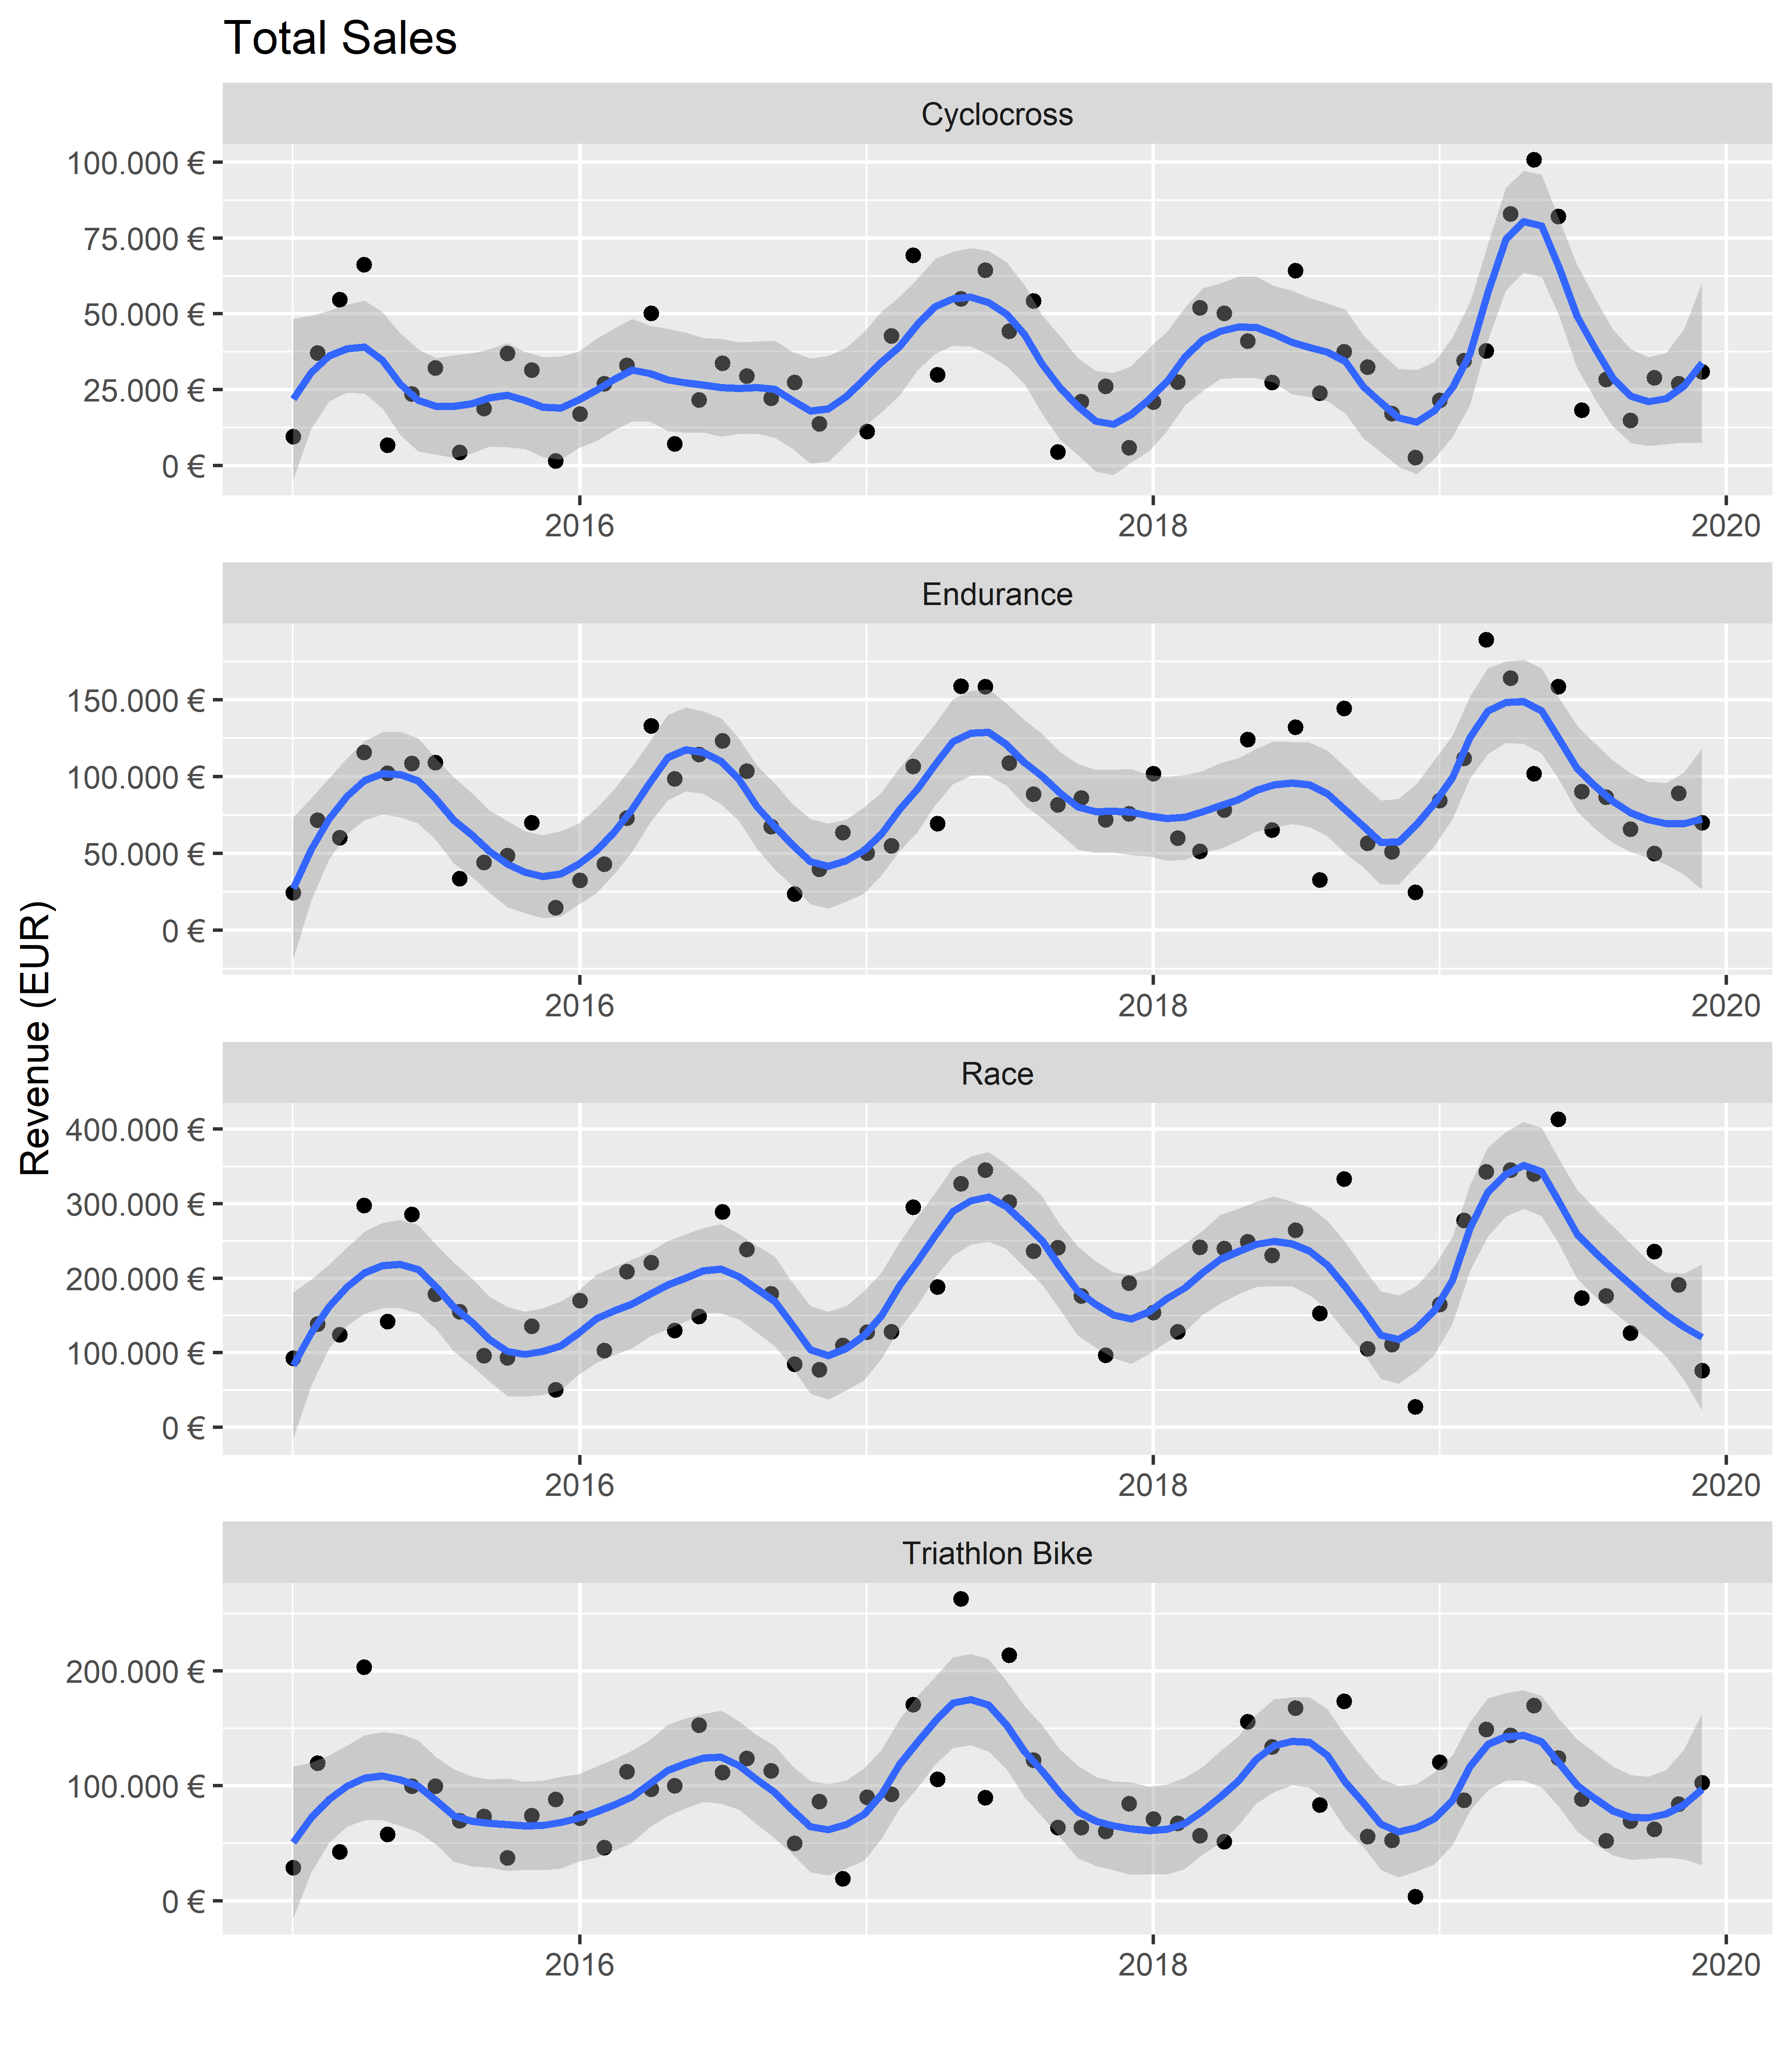 Total Sales
Cyclocross
100.000 €
75.000 €
50.000 €
25.000 €
0 €
2016 2018 2020
Endurance
150.000 €
100.000 €
50.000 €
0 €
2016 2018 2020
Revenue (EUR)
Race
400.000 €
300.000 €
200.000 €
100.000 €
0 €
2016 2018 2020
Triathlon Bike
200.000 €
100.000 €
0 €
2016 2018 2020